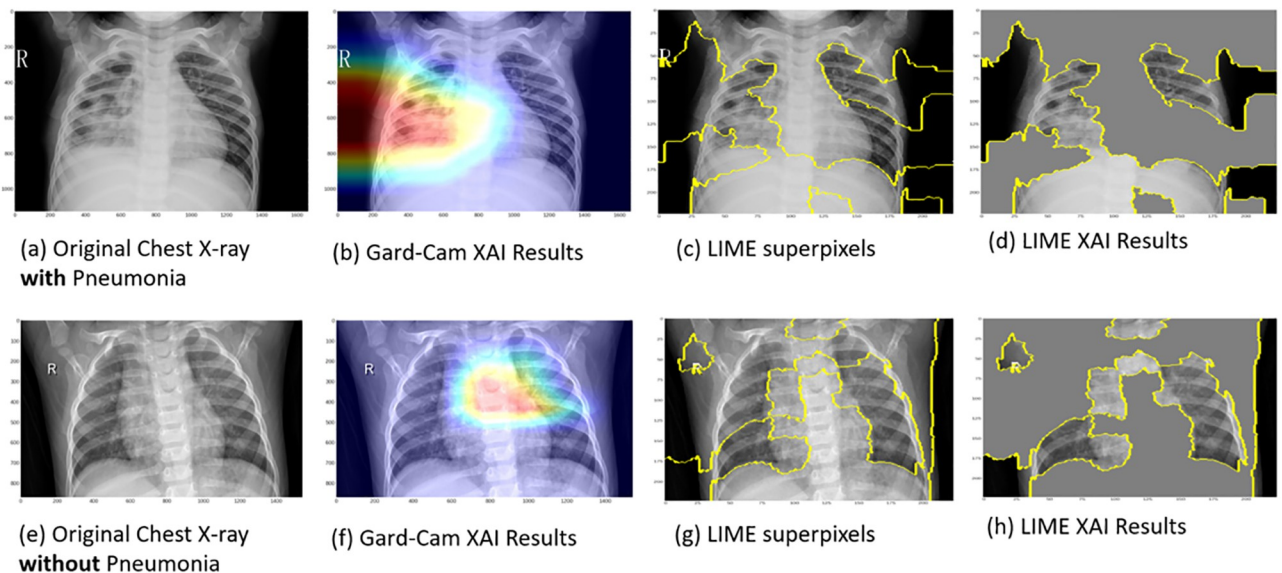 R
R
R
R
(a) Original Chest X-ray
with Pneumonia
(b) Gard-Cam XAI Results
(c) LIME superpixels
(d) LIME XAI Results
R
R
R
R
(e) Original Chest X-ray
without Pneumonia
(f) Gard-Cam XAI Results
(g) LIME superpixels
(h) LIME XAI Results